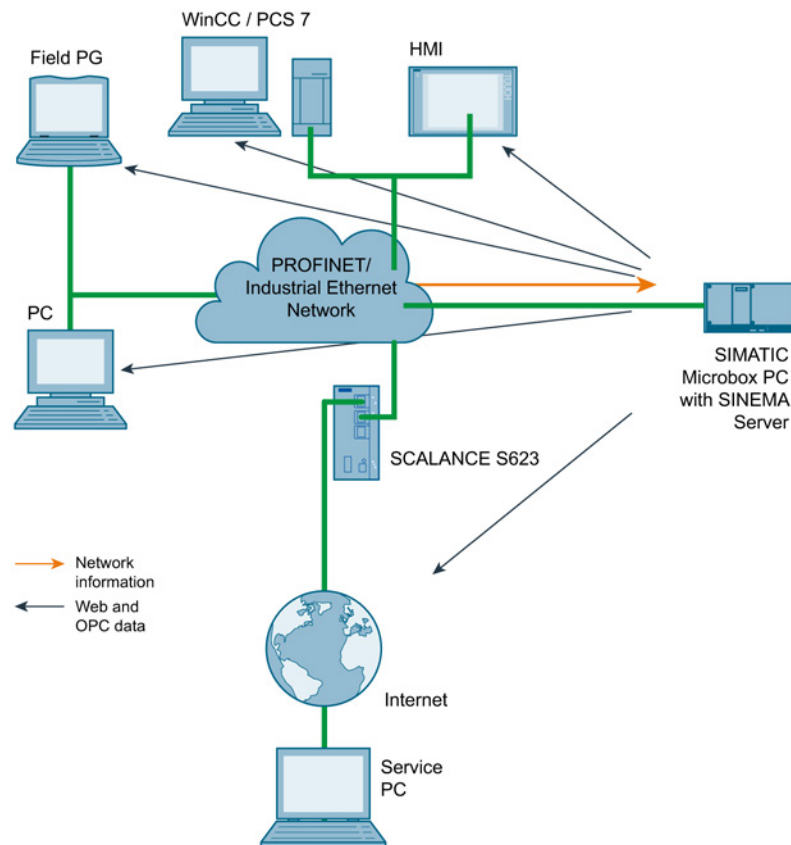 WinCC / PCS 7
Field PG
HMI
PROFINET/
Industrial Ethernet
Network
PC
SIMATIC
Microbox PC
with SINEMA
Server
SCALANCE S623
Network
information
Web and
OPC data
Internet
Service
PC